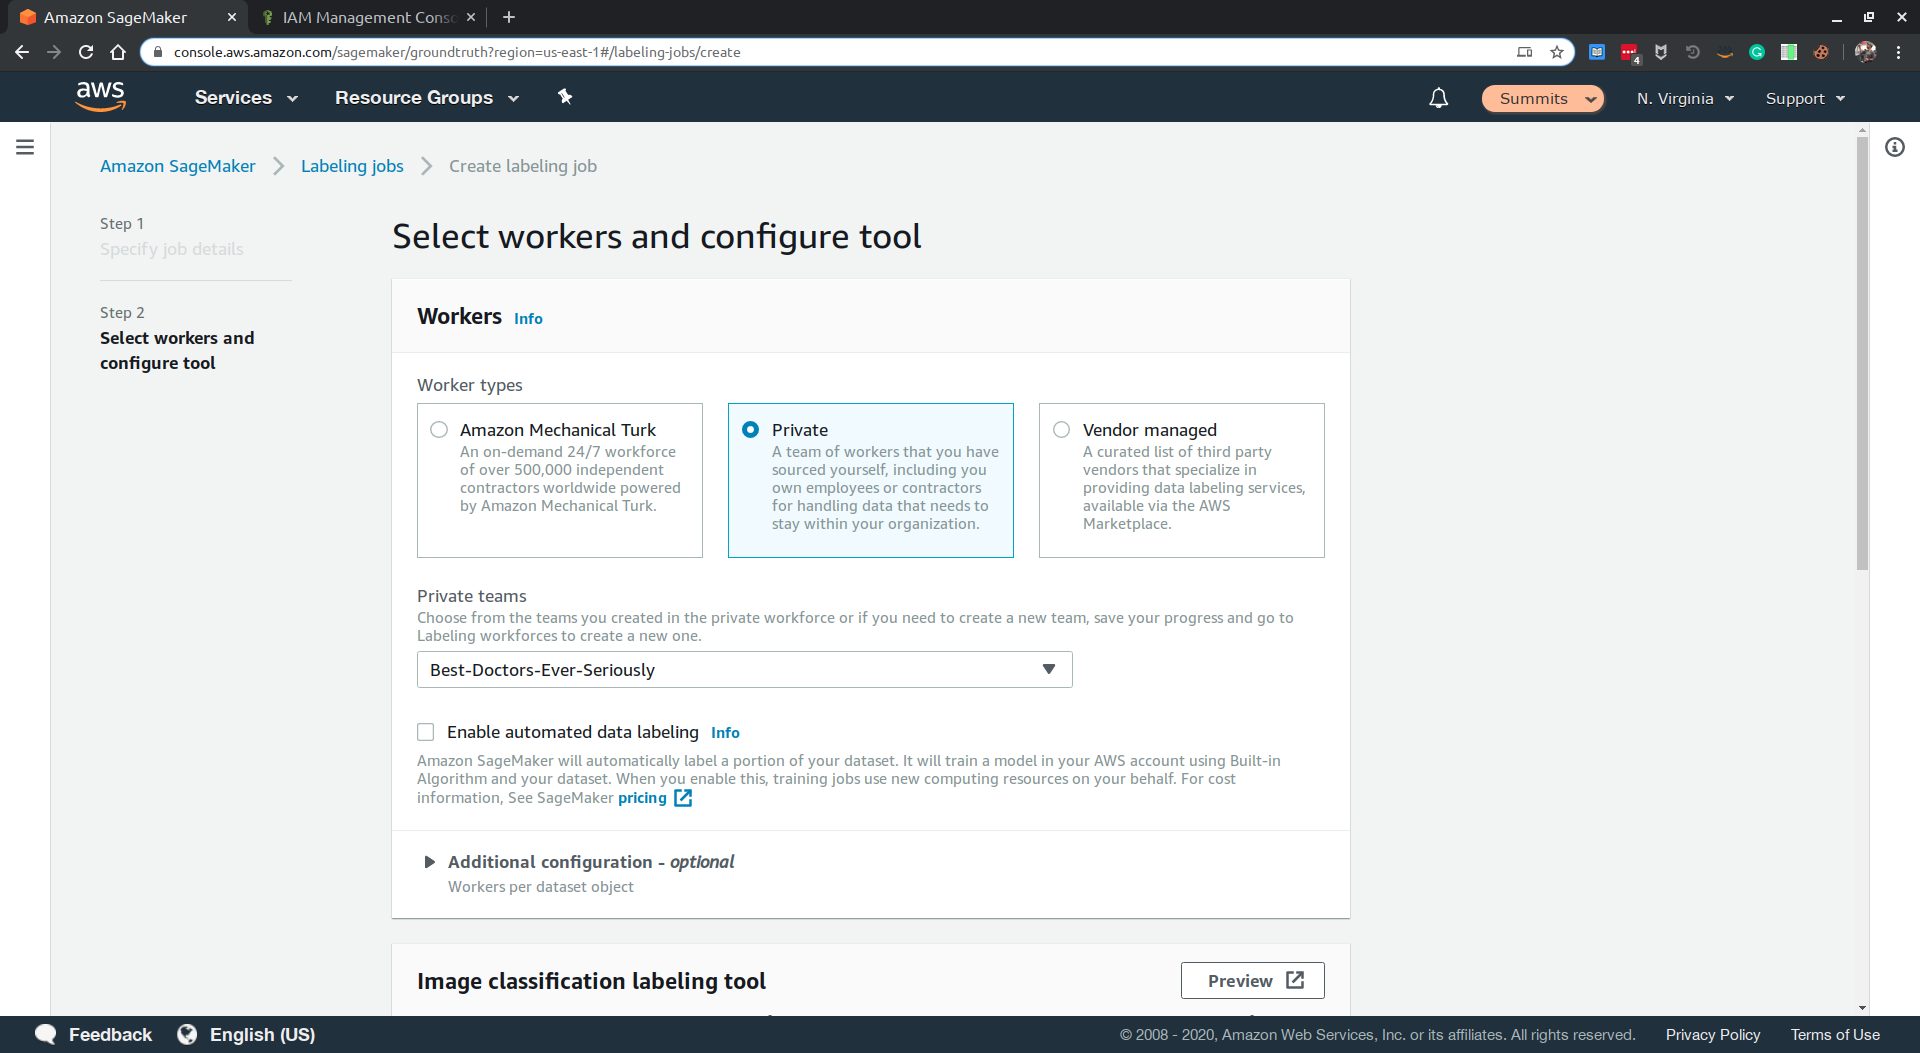 Amazon SageMaker
IAM Management Conso
console.aws.amazon.com/sagemaker/groundtruth?region=us-east-1#/labeling-jobs/create
4
aws
Services
Resource Groups
Summits
N. Virginia
Support
Amazon SageMaker
Labeling jobs
Create labeling job
Step 1
Specify job details
Step 2
Select workers and
configure tool
Select workers and configure tool
Workers Info
Worker types
Amazon Mechanical Turk
An on-demand 24/7 workforce
of over 500,000 independent
contractors worldwide powered
by Amazon Mechanical Turk.
Private
A team of workers that you have
sourced yourself, including you
own employees or contractors
for handling data that needs to
stay within your organization.
Vendor managed
A curated list of third party
vendors that specialize in
providing data labeling services,
available via the AWS
Marketplace.
Private teams
Choose from the teams you created in the private workforce or if you need to create a new team, save your progress and go to
Labeling workforces to create a new one.
Best-Doctors-Ever-Seriously
Enable automated data labeling Info
Amazon SageMaker will automatically label a portion of your dataset. It will train a model in your AWS account using Built-in
Algorithm and your dataset. When you enable this, training jobs use new computing resources on your behalf. For cost
information, See SageMaker pricing
Additional configuration - optional
Workers per dataset object
Image classification labeling tool
Preview
Feedback
English (US)
© 2008 - 2020, Amazon Web Services, Inc. or its affiliates. All rights reserved.
Privacy Policy
Terms of Use